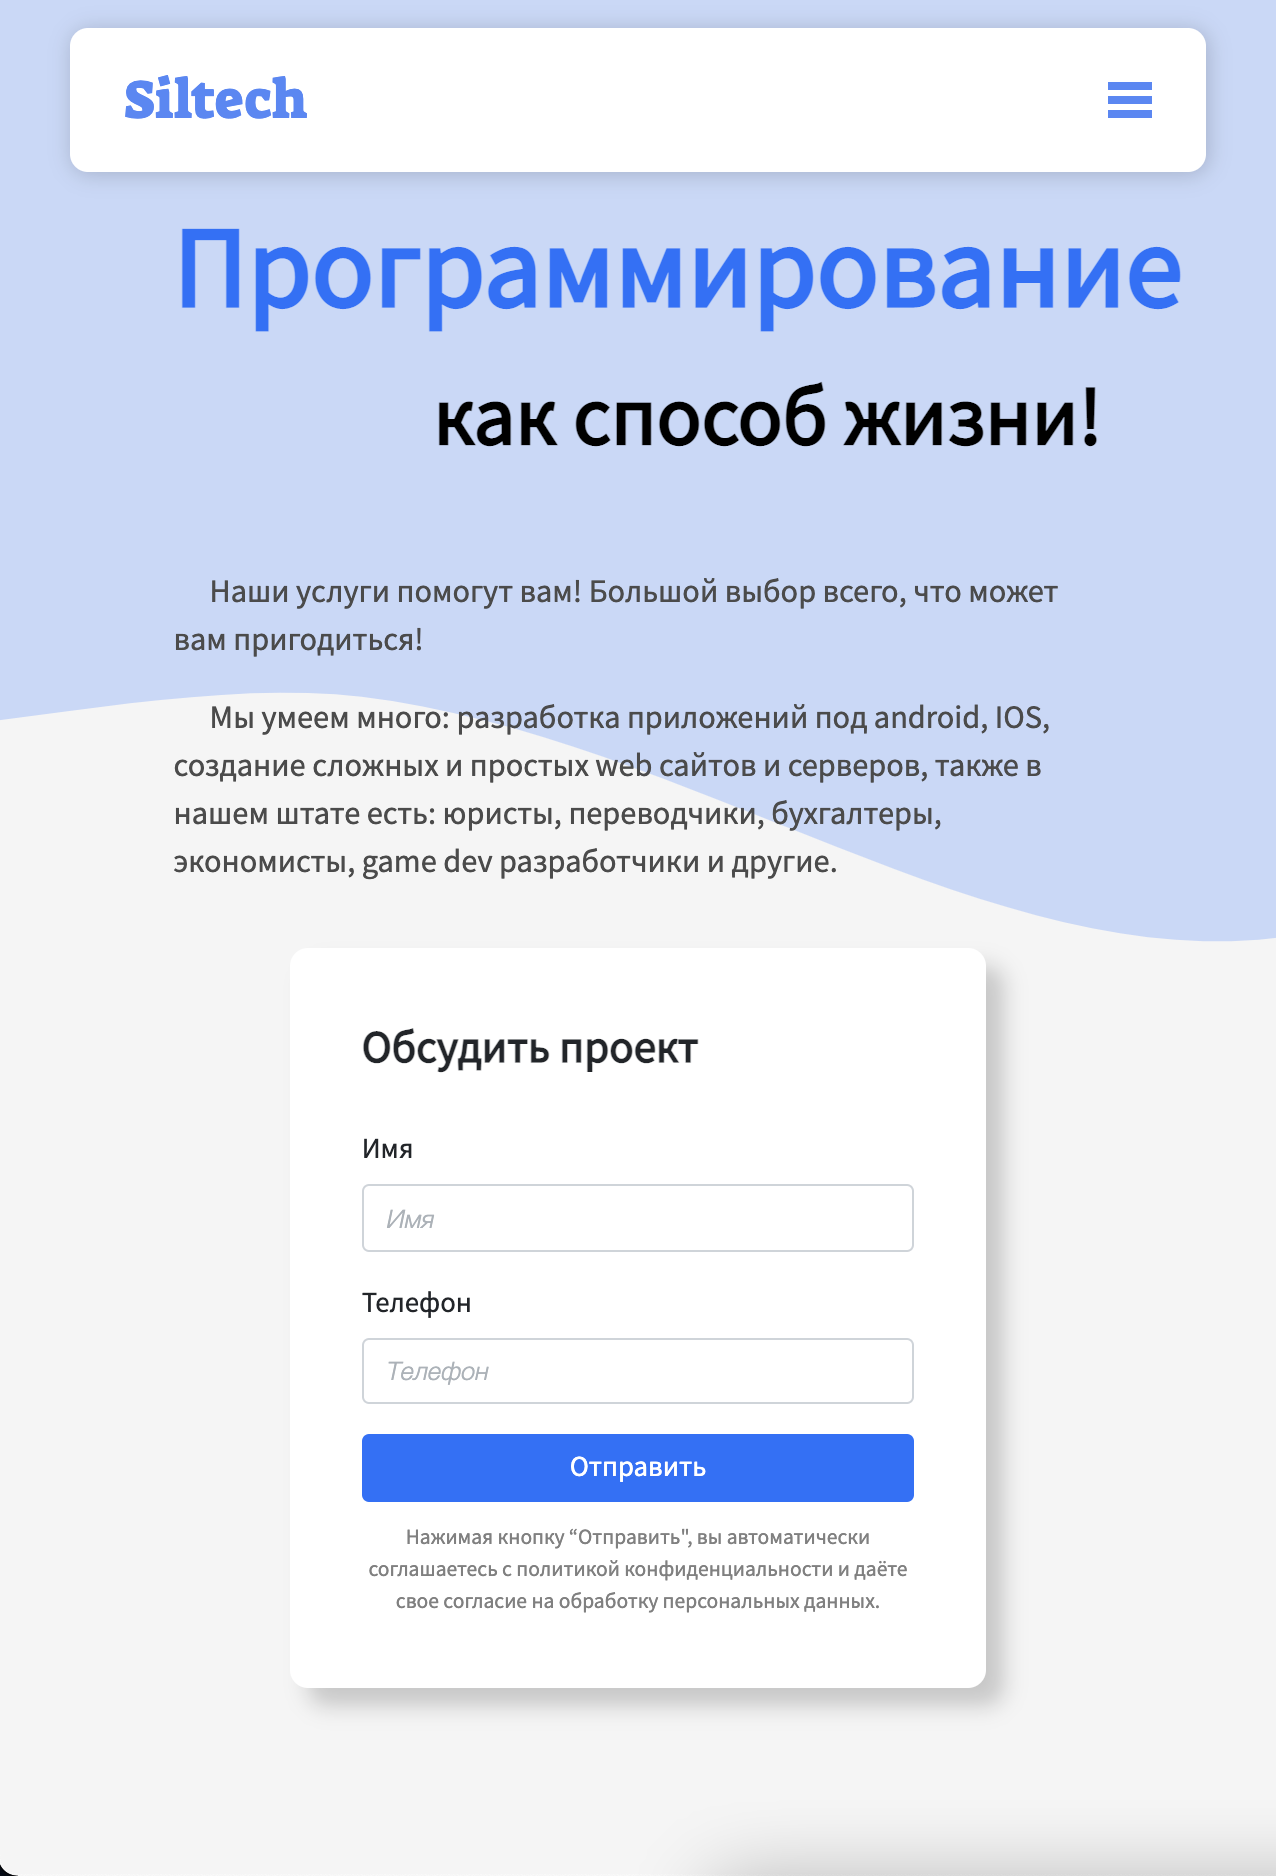 Siltech
Программирование
как способ жизни!
Наши услуги помогут вам! Большой выбор всего, что может
вам пригодиться!
Мы умеем много: разработка приложений под android, IOS,
создание сложных и простых web сайтов и серверов, также в
нашем штате есть: юристы, переводчики, бухгалтеры,
экономисты, game dev разработчики и другие.
Обсудить проект
Имя
Имя
Телефон
Телефон
Отправить
Нажимая кнопку “Отправить", вы автоматически
соглашаетесь с политикой конфиденциальности и даёте
свое согласие на обработку персональных данных.